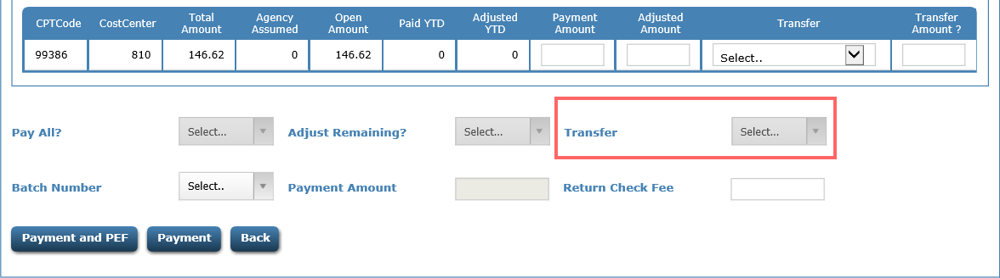 CPTCode CostCenter Total Amount Agency Assumed Open Amount Paid YTD Adjusted YTD Payment Amount Adjusted Amount Transfer Transfer Amount ?
99386 810 146.62 0 146.62 0 0 Select..
Pay All? Select... Adjust Remaining? Select... Transfer Select...
Batch Number Select.. Payment Amount Return Check Fee
Payment and PEF Payment Back